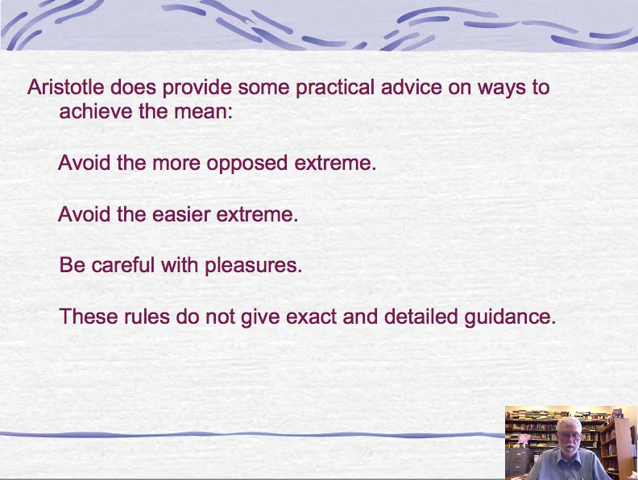 Aristotle does provide some practical advice on ways to
achieve the mean:
Avoid the more opposed extreme.
Avoid the easier extreme.
Be careful with pleasures.
These rules do not give exact and detailed guidance.